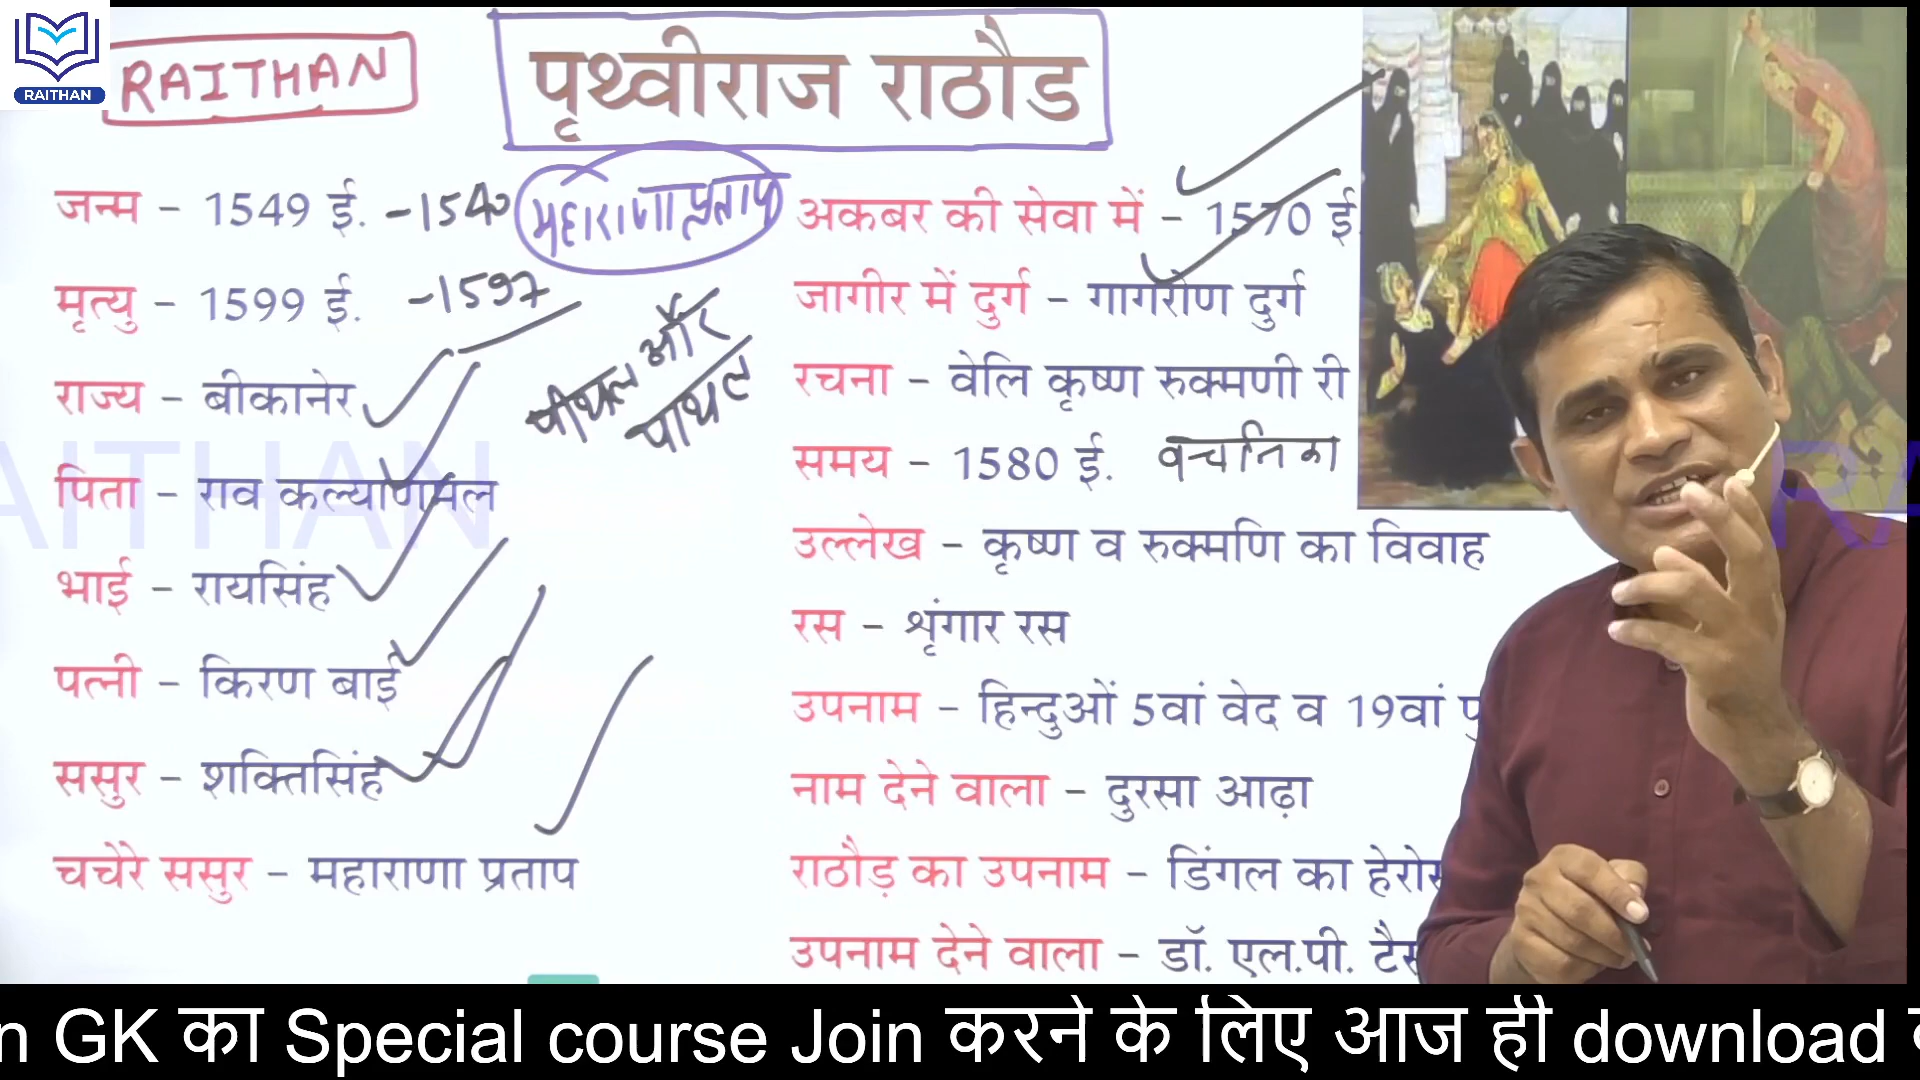 RAITHAN
RAITHAN
पृथ्वीराज राठौड
जन्म – 1549 ई. -1540 महाराणा प्रताप
मृत्यु – 1599 ई. -1597
राज्य – बीकानेर
पीथल और
पाथल
पिता – राव कल्याणमल
भाई – रायसिंह
पत्नी – किरण बाई
ससुर – शक्तिसिंह
चचेरे ससुर – महाराणा प्रताप
अकबर की सेवा में – 1570 ई.
जागीर में दुर्ग – गागरोण दुर्ग
रचना – वेलि कृष्ण रुक्मणी री
समय – 1580 ई. वचनिका
उल्लेख – कृष्ण व रुक्मणि का विवाह
रस – शृंगार रस
उपनाम – हिन्दुओं 5वां वेद व 19वां
नाम देने वाला – दुरसा आढ़ा
राठौड़ का उपनाम – डिंगल का
उपनाम देने वाला – डॉ. एल.पी.
AITHAN
RA
n GK का Special course Join करने के लिए आज ही download